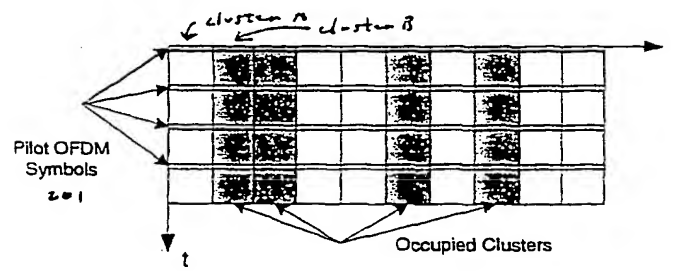 cluster A
cluster B
Pilot OFDM
Symbols
201
Occupied Clusters
t